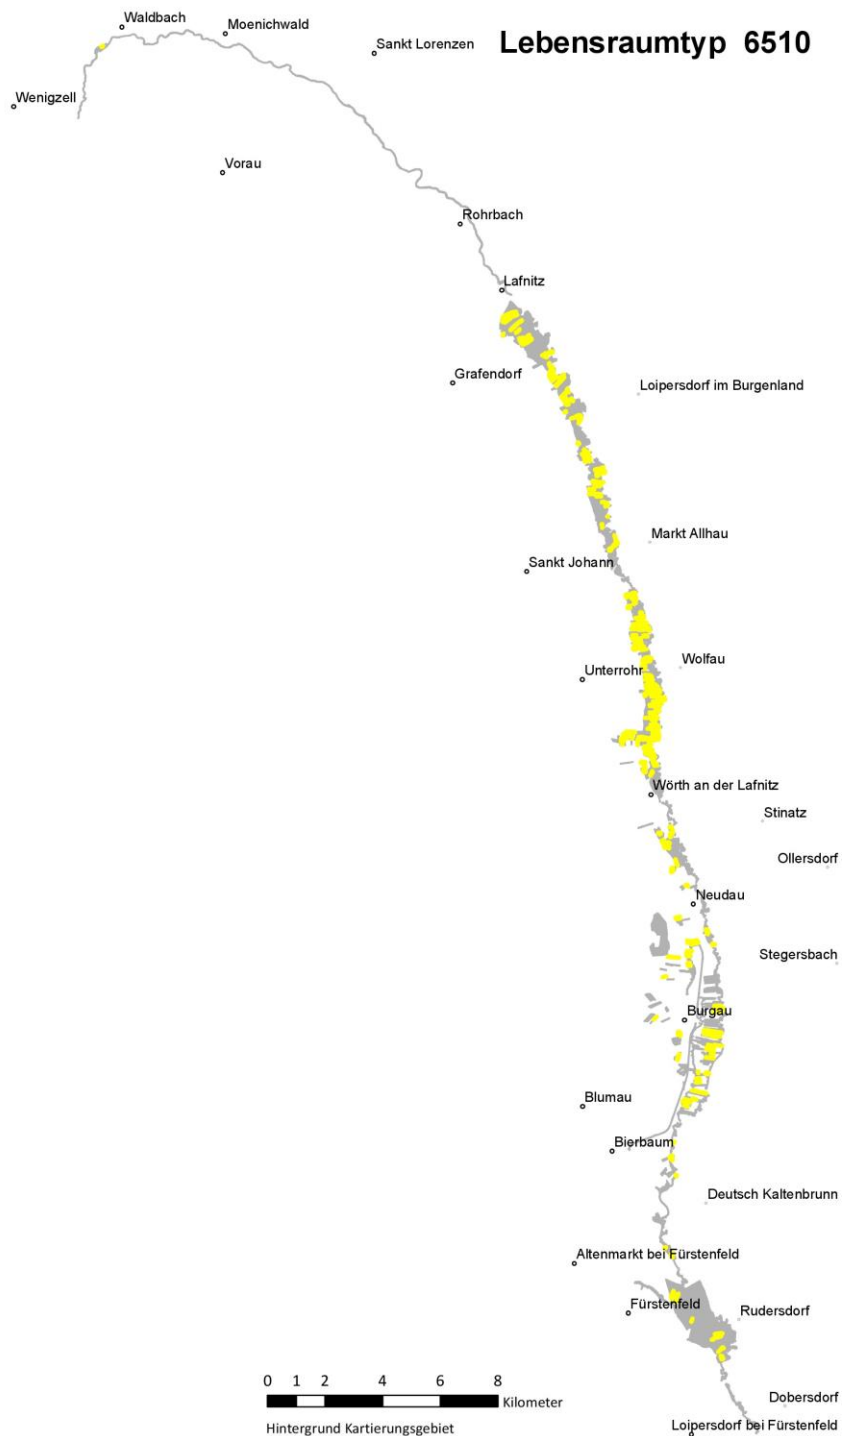 Waldbach
Moenichwald
Sankt Lorenzen
Lebensraumtyp 6510
Wenigzell
Vorau
Rohrbach
Lafnitz
Grafendorf
Loipersdorf im Burgenland
Markt Allhau
Sankt Johann
Wolfau
Unterrohr
Wörth an der Lafnitz
Stinatz
Ollersdorf
Neudau
Stegersbach
Burgau
Blumau
Bierbaum
Deutsch Kaltenbrunn
Altenmarkt bei Fürstenfeld
Fürstenfeld
Rudersdorf
0 1 2 4 6 8
Kilometer
Dobersdorf
Hintergrund Kartierungsgebiet
Loipersdorf bei Fürstenfeld